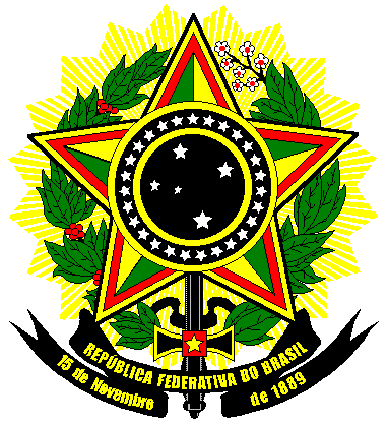 REPÚBLICA FEDERATIVA DO BRASIL
15 de Novembro
de 1889